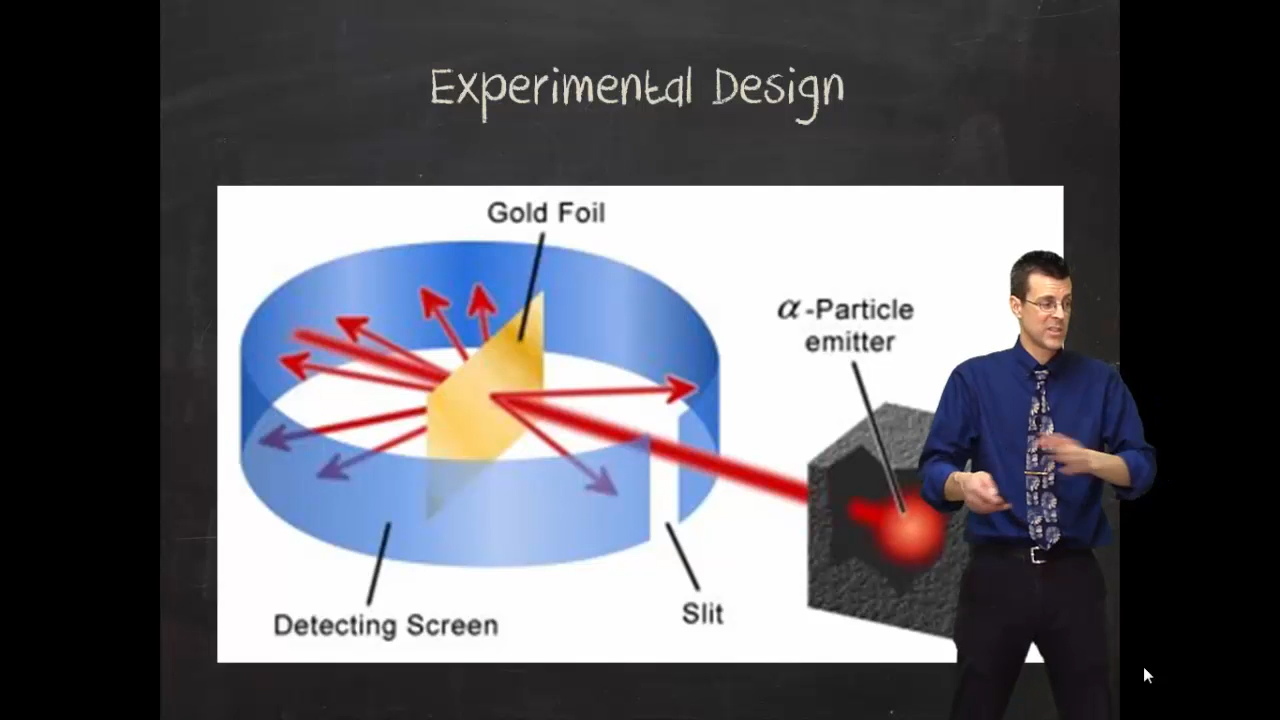 Experimental Design
Gold Foil
α-Particle
emitter
Detecting Screen
Slit